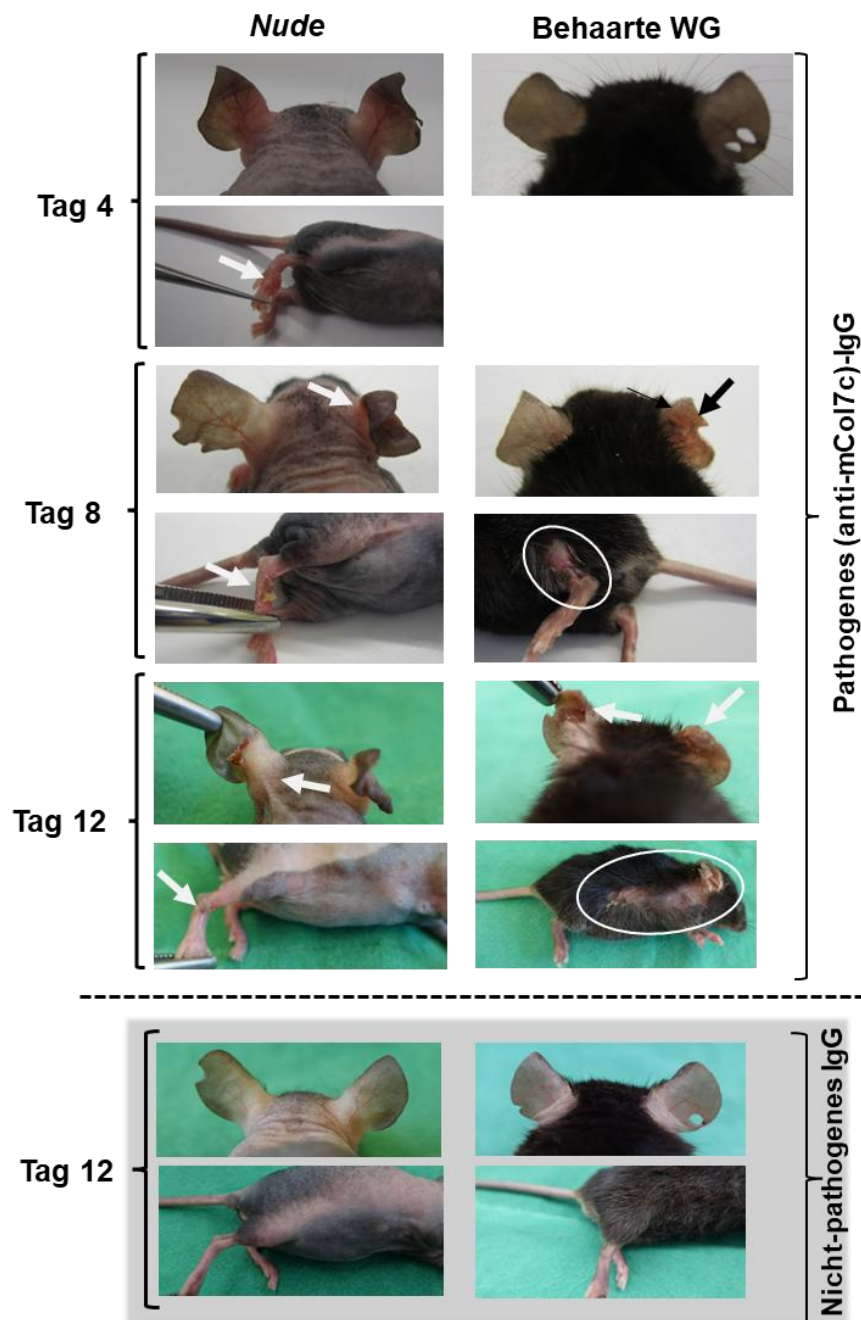 Nude
Behaarte WG
Tag 4
Tag 8
Tag 12
Pathogenes (anti-mCol7c)-IgG
Tag 12
Nicht-pathogenes IgG